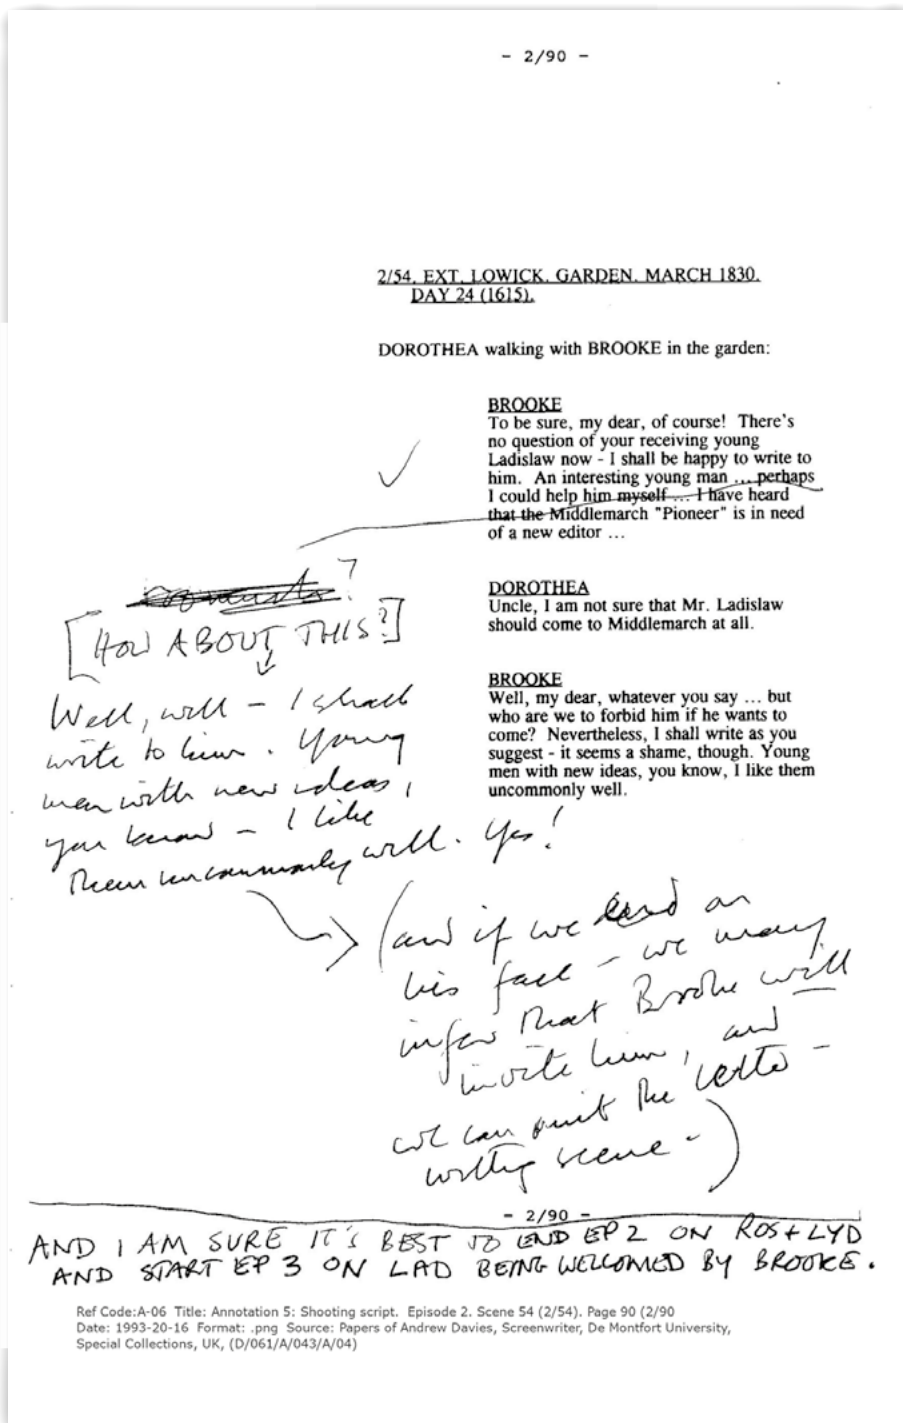 - 2/90 -
2/54. EXT. LOWICK. GARDEN. MARCH 1830.
DAY 24 (1615).
DOROTHEA walking with BROOKE in the garden:
BROOKE
To be sure, my dear, of course! There's
no question of your receiving young
Ladislaw now - I shall be happy to write to
him. An interesting young man ... perhaps
I could help him myself ... I have heard
that the Middlemarch "Pioneer" is in need
of a new editor ...
DOROTHEA
Uncle, I am not sure that Mr. Ladislaw
should come to Middlemarch at all.
BROOKE
Well, my dear, whatever you say ... but
who are we to forbid him if he wants to
come? Nevertheless, I shall write as you
suggest - it seems a shame, though. Young
men with new ideas, you know, I like them
uncommonly well.
?
[HOW ABOUT THIS?]
Well, well - I shall
write to him. Young
men with new ideas,
you know - I like
them uncommonly well. Yes!
(and if we end on
his face - we may
infer that Brooke will
invite him, and
we can omit the letter -
writing scene -)
- 2/90 -
AND I AM SURE IT'S BEST TO END EP 2 ON ROS + LYD
AND START EP 3 ON LAD BEING WELCOMED BY BROOKE.
Ref Code:A-06 Title: Annotation 5: Shooting script. Episode 2. Scene 54 (2/54). Page 90 (2/90
Date: 1993-20-16 Format: .png Source: Papers of Andrew Davies, Screenwriter, De Montfort University,
Special Collections, UK, (D/061/A/043/A/04)